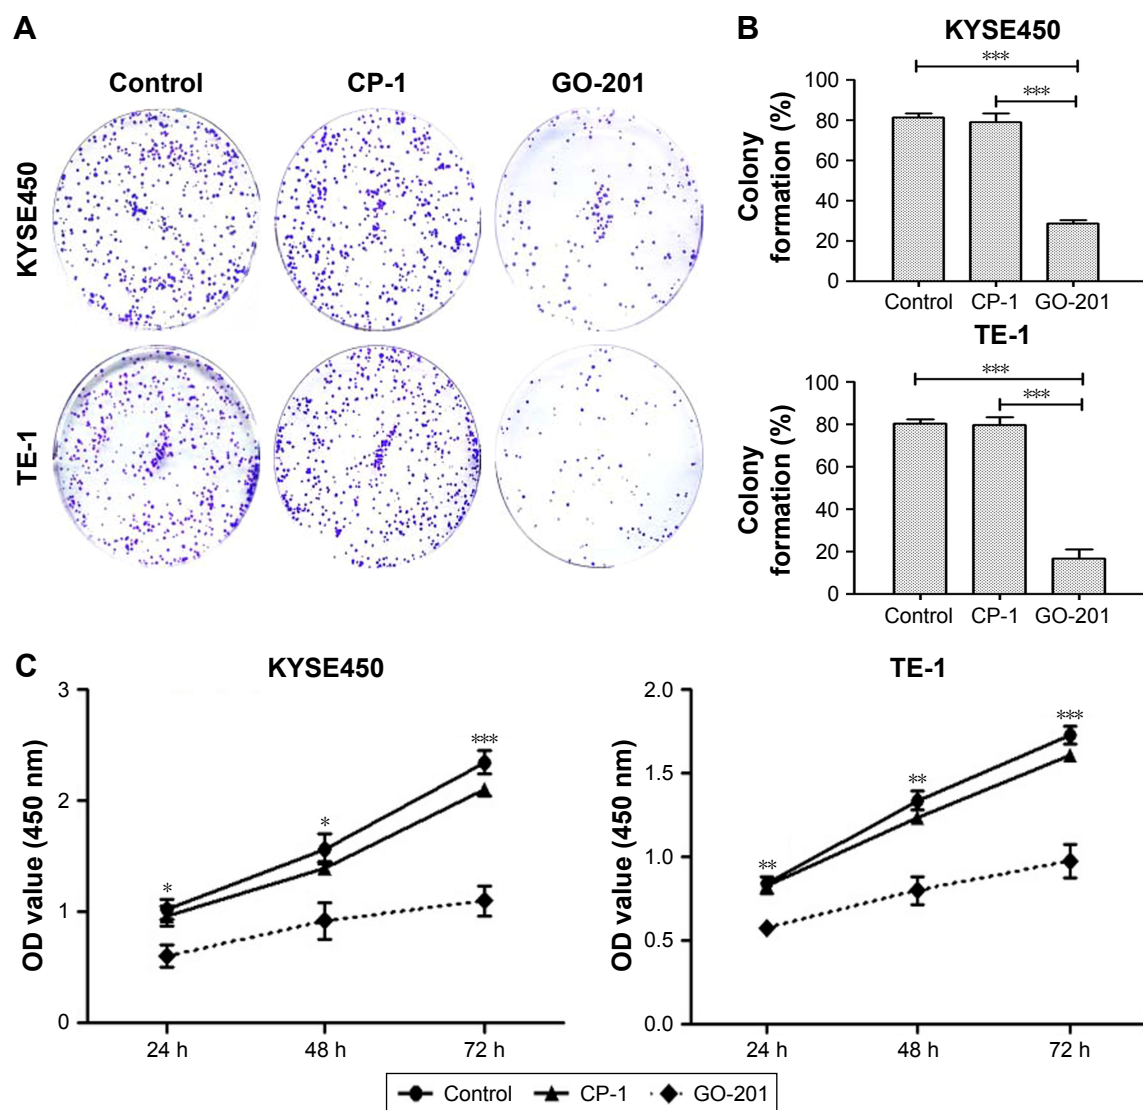 A
Control CP-1 GO-201
KYSE450
TE-1
B
KYSE450
***
***
Colony
formation (%)
100
80
60
40
20
0
Control CP-1 GO-201
TE-1
***
***
Colony
formation (%)
100
80
60
40
20
0
Control CP-1 GO-201
C
KYSE450
OD value (450 nm)
3
2
1
0
*
*
***
24 h 48 h 72 h
TE-1
OD value (450 nm)
2.0
1.5
1.0
0.5
0.0
**
**
***
24 h 48 h 72 h
Control CP-1 GO-201